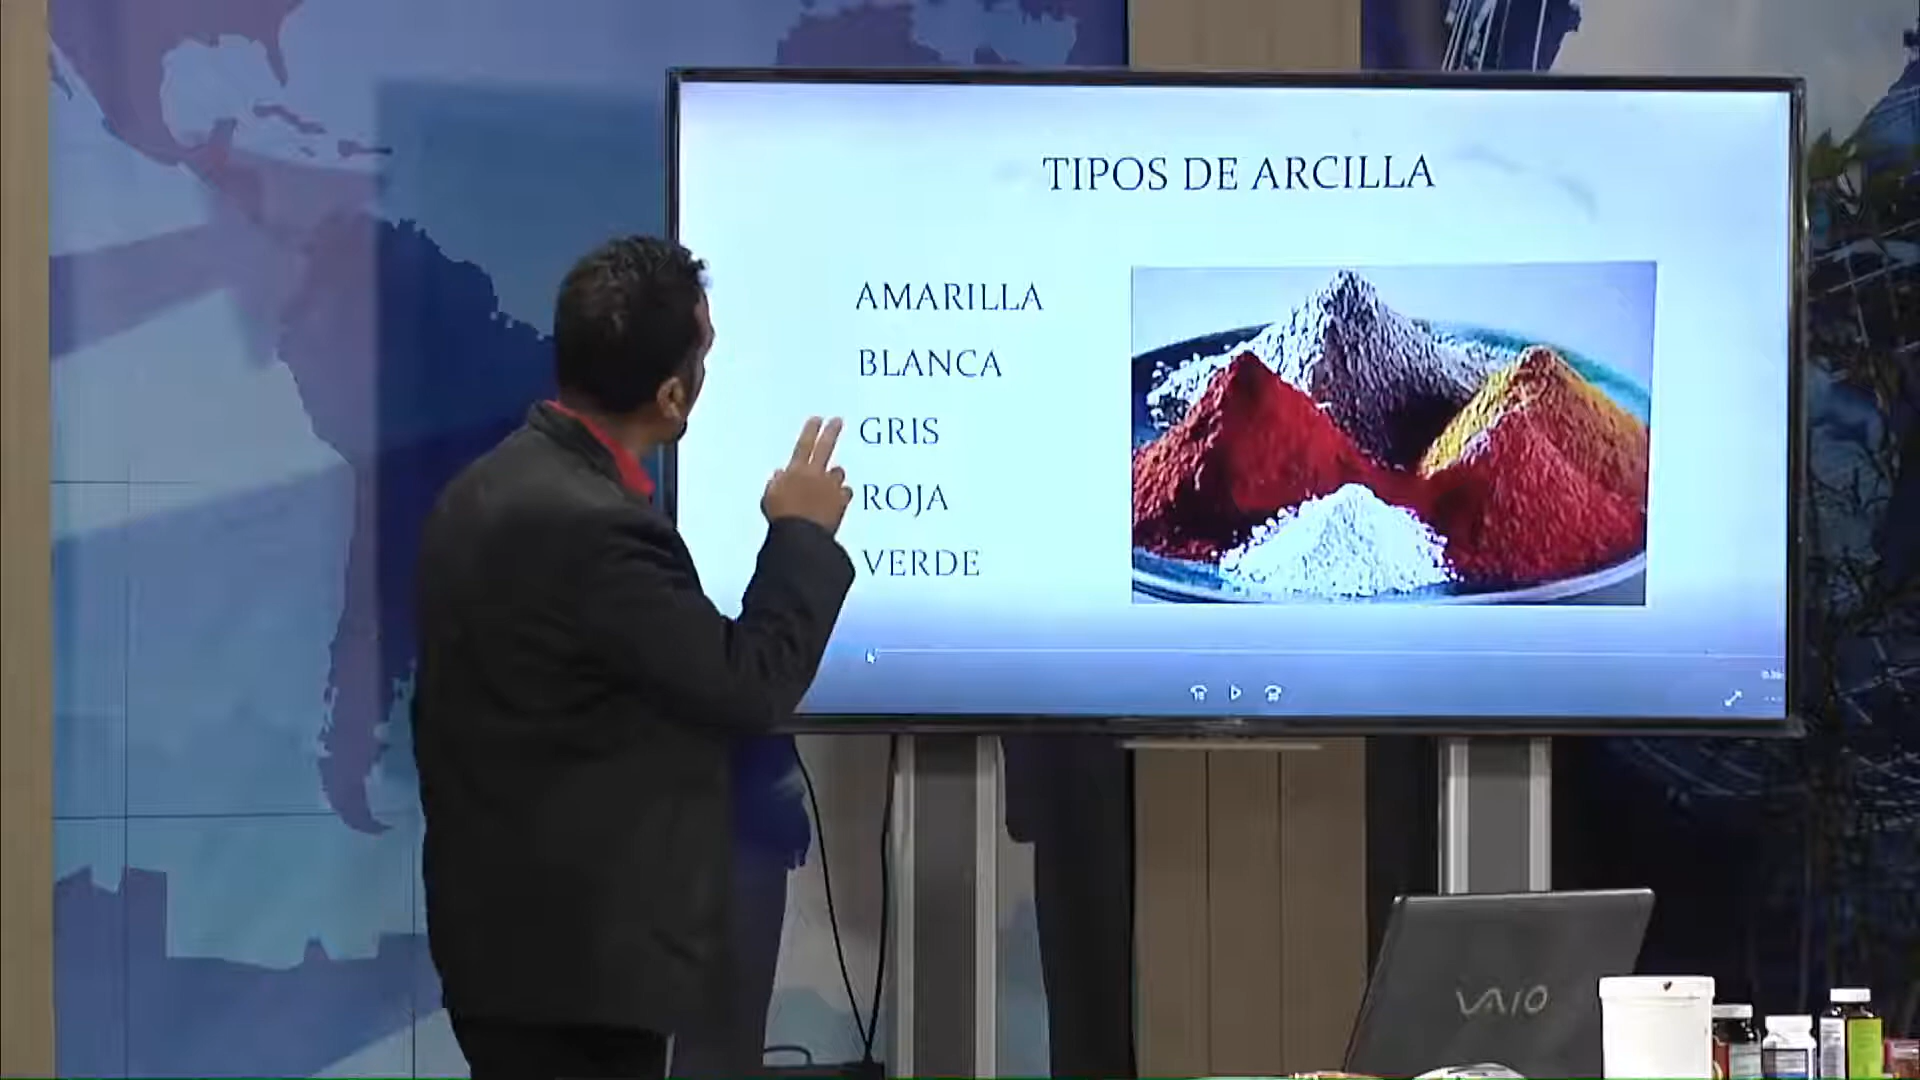 TIPOS DE ARCILLA
AMARILLA
BLANCA
GRIS
ROJA
VERDE
VAIO